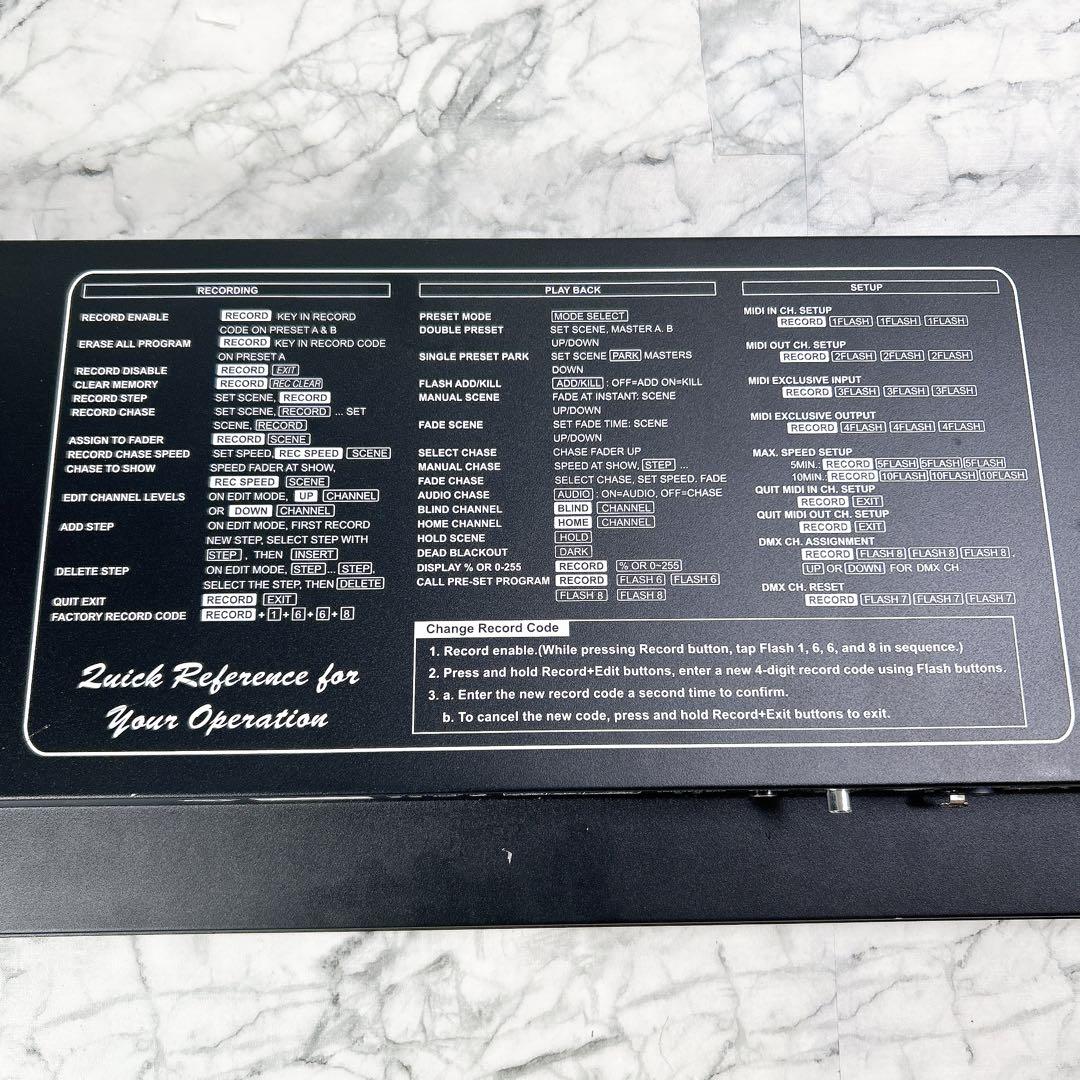 RECORDING
RECORD ENABLE RECORD KEY IN RECORD
CODE ON PRESET A & B
ERASE ALL PROGRAM RECORD KEY IN RECORD CODE
ON PRESET A
RECORD DISABLE RECORD EXIT
CLEAR MEMORY RECORD REC CLEAR
RECORD STEP SET SCENE, RECORD
RECORD CHASE SET SCENE, RECORD ... SET
SCENE, RECORD
ASSIGN TO FADER RECORD SCENE
RECORD CHASE SPEED SET SPEED, REC SPEED SCENE
CHASE TO SHOW SPEED FADER AT SHOW,
REC SPEED SCENE
EDIT CHANNEL LEVELS ON EDIT MODE, UP CHANNEL
OR DOWN CHANNEL
ADD STEP ON EDIT MODE, FIRST RECORD
NEW STEP, SELECT STEP WITH
STEP , THEN INSERT
DELETE STEP ON EDIT MODE, STEP ... STEP,
SELECT THE STEP, THEN DELETE
QUIT EXIT RECORD EXIT
FACTORY RECORD CODE RECORD + 1 + 6 + 6 + 8
Quick Reference for
Your Operation
PLAY BACK
PRESET MODE MODE SELECT
DOUBLE PRESET SET SCENE, MASTER A. B
UP/DOWN
SINGLE PRESET PARK SET SCENE PARK MASTERS
DOWN
FLASH ADD/KILL ADD/KILL : OFF=ADD ON=KILL
MANUAL SCENE FADE AT INSTANT: SCENE
UP/DOWN
FADE SCENE SET FADE TIME: SCENE
UP/DOWN
SELECT CHASE CHASE FADER UP
MANUAL CHASE SPEED AT SHOW, STEP ...
FADE CHASE SELECT CHASE, SET SPEED. FADE
AUDIO CHASE AUDIO : ON=AUDIO, OFF=CHASE
BLIND CHANNEL BLIND CHANNEL
HOME CHANNEL HOME CHANNEL
HOLD SCENE HOLD
DEAD BLACKOUT DARK
DISPLAY % OR 0-255 RECORD % OR 0~255
CALL PRE-SET PROGRAM RECORD FLASH 6 FLASH 6
FLASH 8 FLASH 8
SETUP
MIDI IN CH. SETUP
RECORD 1FLASH 1FLASH 1FLASH
MIDI OUT CH. SETUP
RECORD 2FLASH 2FLASH 2FLASH
MIDI EXCLUSIVE INPUT
RECORD 3FLASH 3FLASH 3FLASH
MIDI EXCLUSIVE OUTPUT
RECORD 4FLASH 4FLASH 4FLASH
MAX. SPEED SETUP
5MIN.: RECORD 5FLASH 5FLASH 5FLASH
10MIN.: RECORD 10FLASH 10FLASH 10FLASH
QUIT MIDI IN CH. SETUP
RECORD EXIT
QUIT MIDI OUT CH. SETUP
RECORD EXIT
DMX CH. ASSIGNMENT
RECORD FLASH 8 FLASH 8 FLASH 8 ,
UP OR DOWN FOR DMX CH.
DMX CH. RESET
RECORD FLASH 7 FLASH 7 FLASH 7
Change Record Code
1. Record enable.(While pressing Record button, tap Flash 1, 6, 6, and 8 in sequence.)
2. Press and hold Record+Edit buttons, enter a new 4-digit record code using Flash buttons.
3. a. Enter the new record code a second time to confirm.
b. To cancel the new code, press and hold Record+Exit buttons to exit.